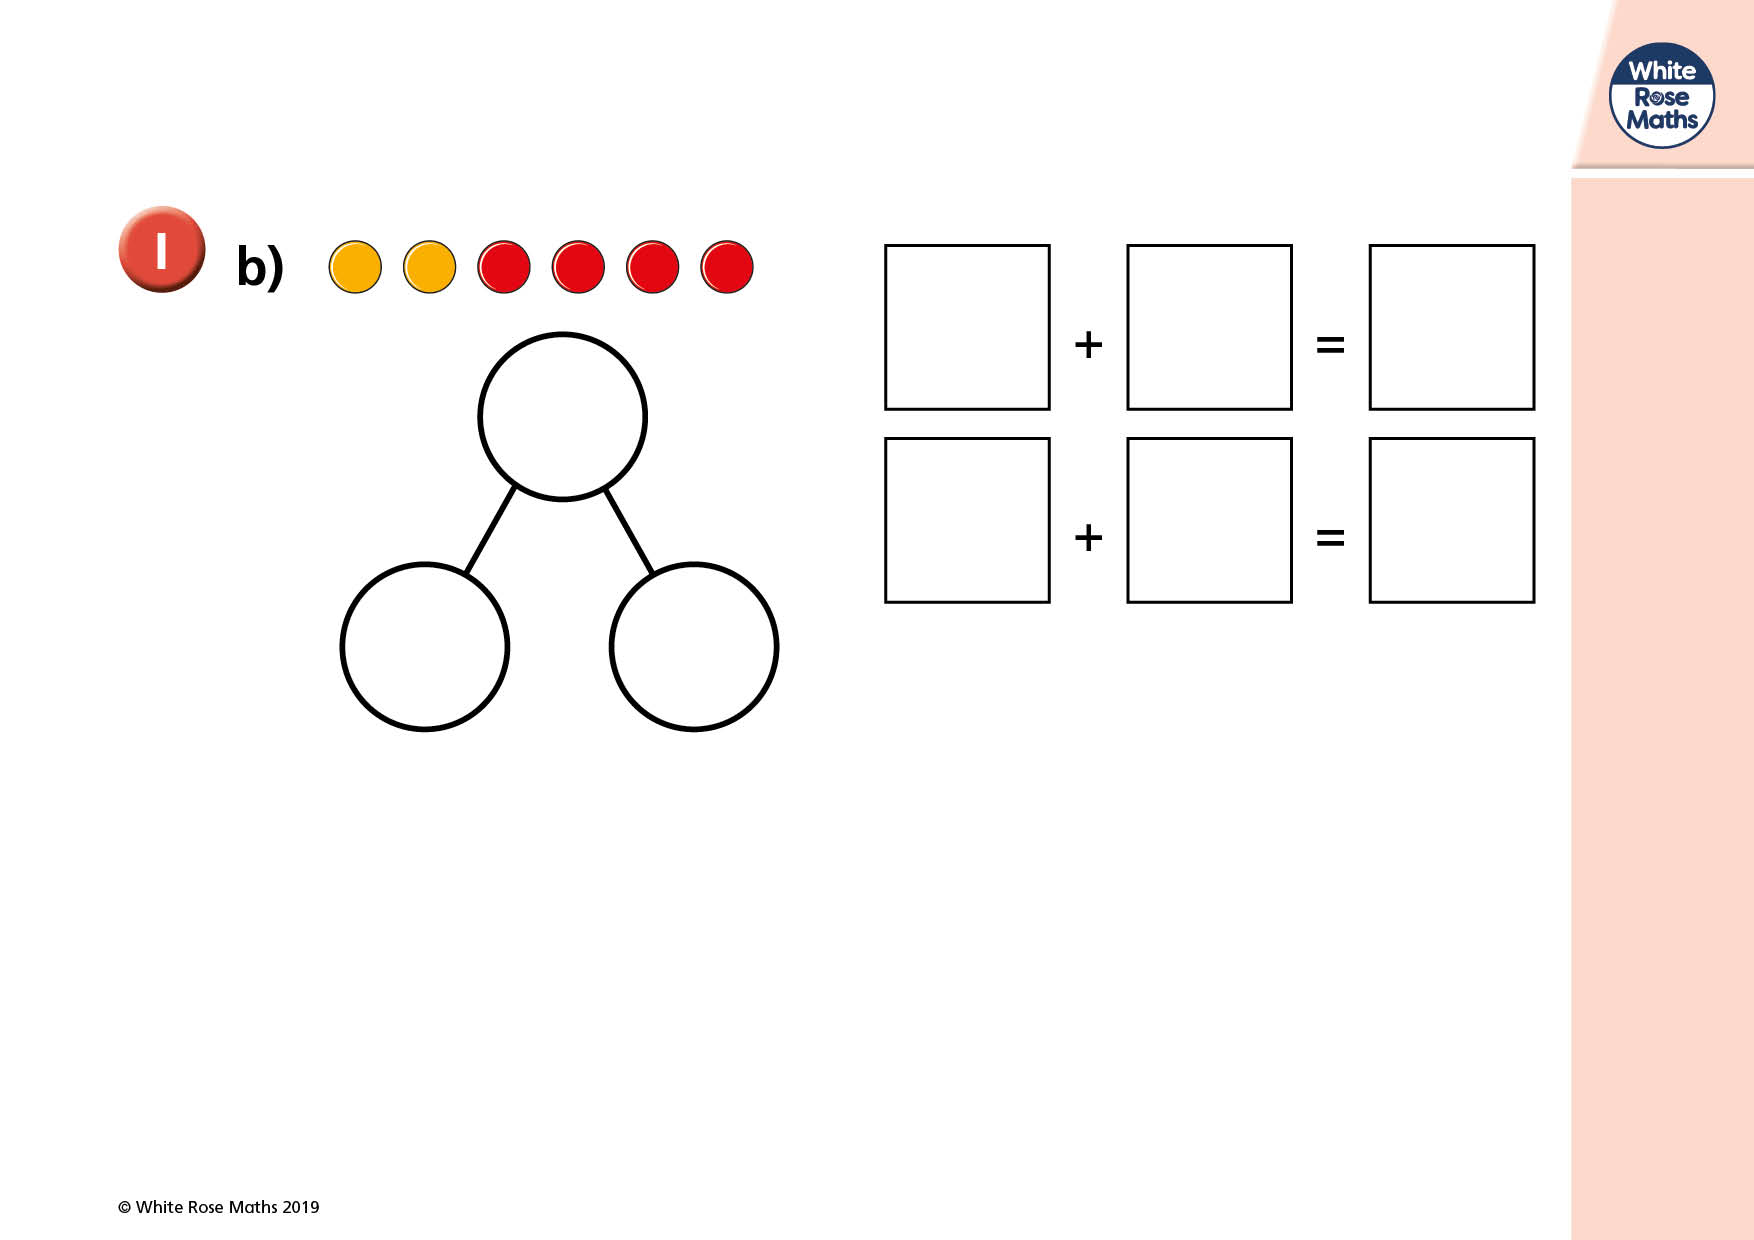 White
Rose
Maths
1
b)
+ =
+ =
© White Rose Maths 2019